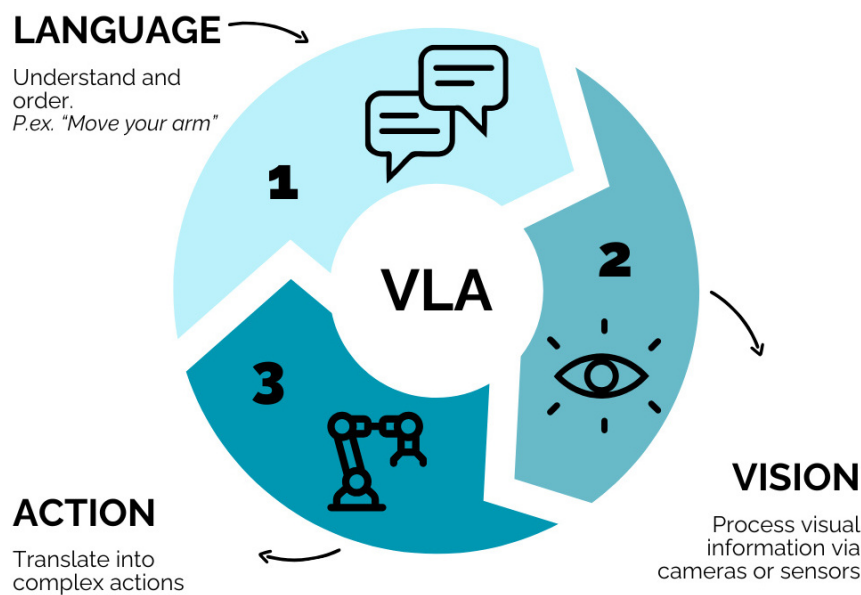 LANGUAGE
Understand and
order.
P.ex. “Move your arm”
1
2
VLA
3
VISION
Process visual
information via
cameras or sensors
ACTION
Translate into
complex actions